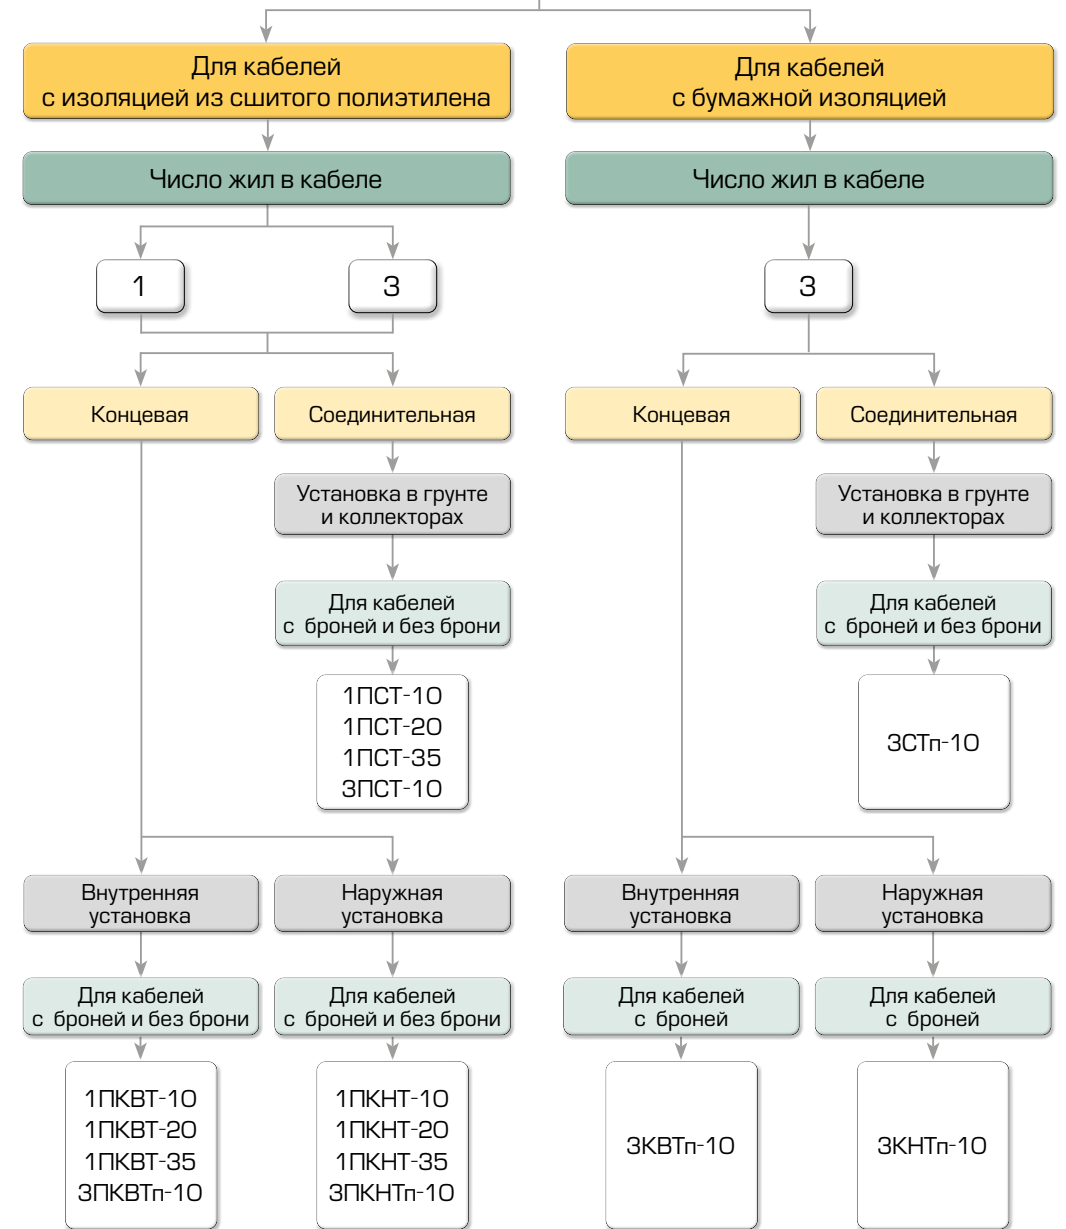 Для кабелей
с изоляцией из сшитого полиэтилена
Для кабелей
с бумажной изоляцией
Число жил в кабеле
Число жил в кабеле
1
3
3
Концевая
Соединительная
Концевая
Соединительная
Установка в грунте
и коллекторах
Установка в грунте
и коллекторах
Для кабелей
с броней и без брони
Для кабелей
с броней и без брони
1ПСТ-10
1ПСТ-20
1ПСТ-35
3ПСТ-10
3СТп-10
Внутренняя
установка
Наружная
установка
Внутренняя
установка
Наружная
установка
Для кабелей
с броней и без брони
Для кабелей
с броней и без брони
Для кабелей
с броней
Для кабелей
с броней
1ПКВТ-10
1ПКВТ-20
1ПКВТ-35
3ПКВТп-10
1ПКНТ-10
1ПКНТ-20
1ПКНТ-35
3ПКНТп-10
3КВТп-10
3КНТп-10